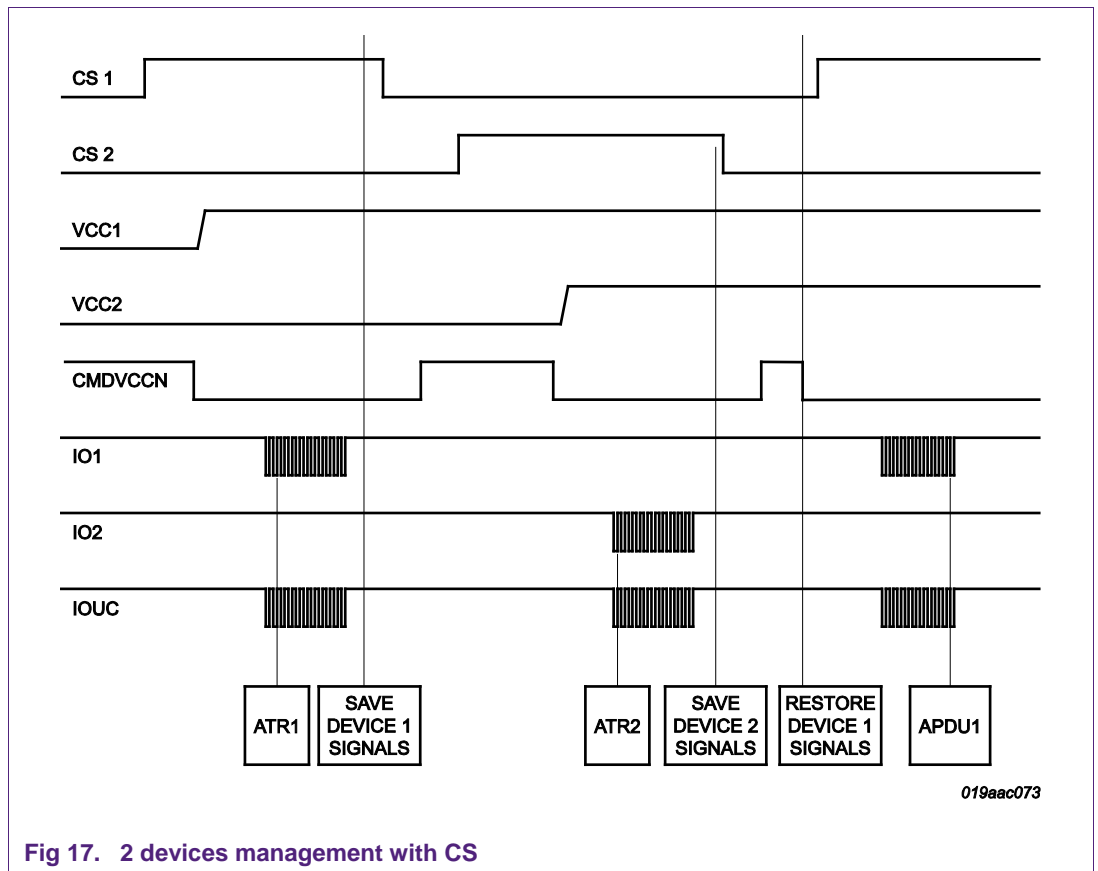 CS 1
CS 2
VCC1
VCC2
CMDVCCN
IO1
IO2
IOUC
ATR1
SAVE
DEVICE 1
SIGNALS
ATR2
SAVE
DEVICE 2
SIGNALS
RESTORE
DEVICE 1
SIGNALS
APDU1
019aac073
Fig 17. 2 devices management with CS